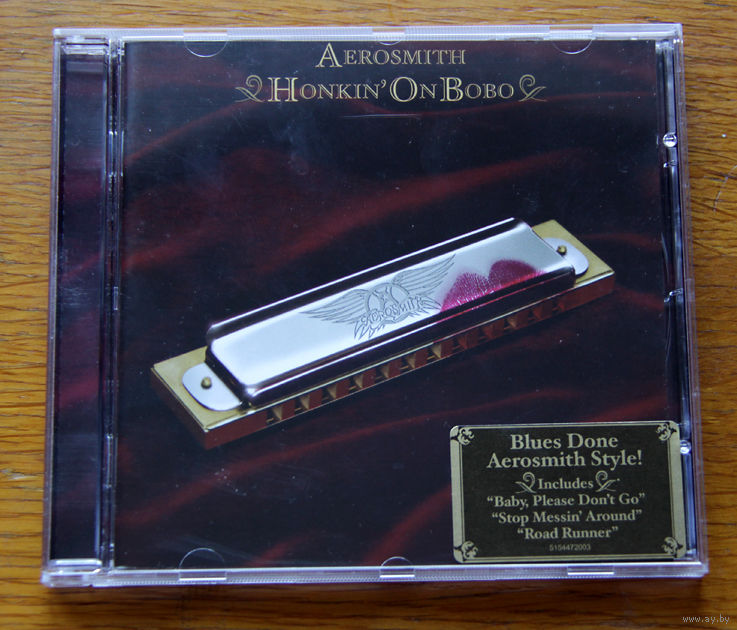 AEROSMITH
HONKIN' ON BOBO
AEROSMITH
Blues Done
Aerosmith Style!
Includes
"Baby, Please Don't Go"
"Stop Messin' Around"
"Road Runner"
5154472003
www.ay.by